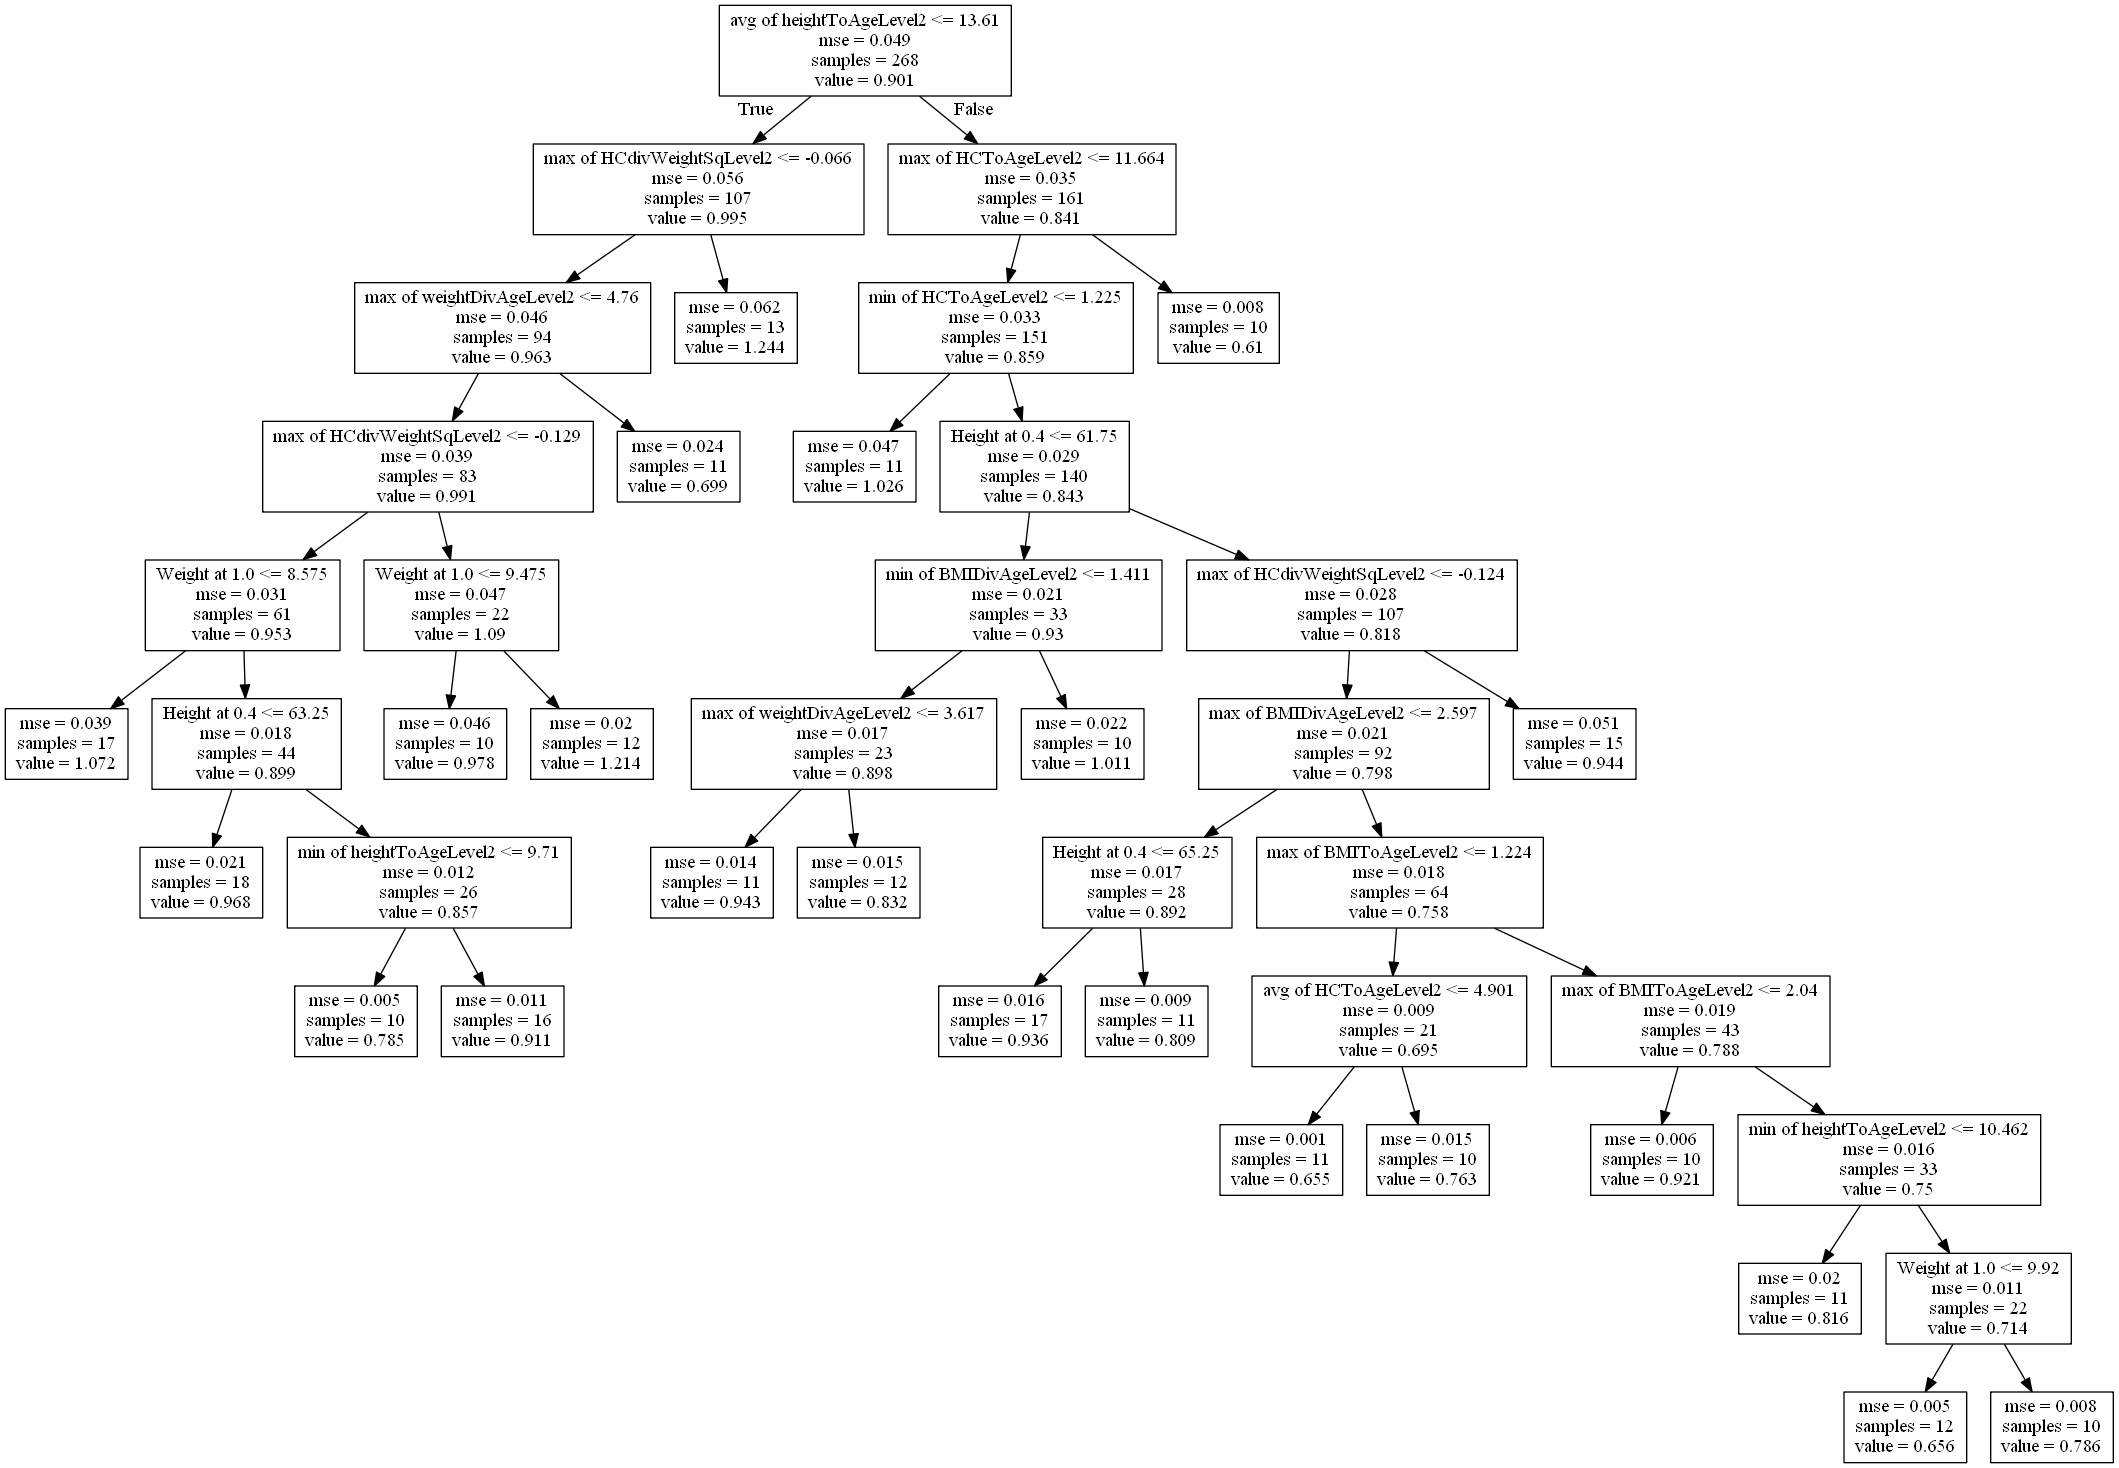 avg of heightToAgeLevel2 <= 13.61
mse = 0.049
samples = 268
value = 0.901
True
False
max of HCdivWeightSqLevel2 <= -0.066
mse = 0.056
samples = 107
value = 0.995
max of HCToAgeLevel2 <= 11.664
mse = 0.035
samples = 161
value = 0.841
max of weightDivAgeLevel2 <= 4.76
mse = 0.046
samples = 94
value = 0.963
mse = 0.062
samples = 13
value = 1.244
min of HCToAgeLevel2 <= 1.225
mse = 0.033
samples = 151
value = 0.859
mse = 0.008
samples = 10
value = 0.61
max of HCdivWeightSqLevel2 <= -0.129
mse = 0.039
samples = 83
value = 0.991
mse = 0.024
samples = 11
value = 0.699
mse = 0.047
samples = 11
value = 1.026
Height at 0.4 <= 61.75
mse = 0.029
samples = 140
value = 0.843
Weight at 1.0 <= 8.575
mse = 0.031
samples = 61
value = 0.953
Weight at 1.0 <= 9.475
mse = 0.047
samples = 22
value = 1.09
min of BMIDivAgeLevel2 <= 1.411
mse = 0.021
samples = 33
value = 0.93
max of HCdivWeightSqLevel2 <= -0.124
mse = 0.028
samples = 107
value = 0.818
mse = 0.039
samples = 17
value = 1.072
Height at 0.4 <= 63.25
mse = 0.018
samples = 44
value = 0.899
mse = 0.046
samples = 10
value = 0.978
mse = 0.02
samples = 12
value = 1.214
max of weightDivAgeLevel2 <= 3.617
mse = 0.017
samples = 23
value = 0.898
mse = 0.022
samples = 10
value = 1.011
max of BMIDivAgeLevel2 <= 2.597
mse = 0.021
samples = 92
value = 0.798
mse = 0.051
samples = 15
value = 0.944
mse = 0.021
samples = 18
value = 0.968
min of heightToAgeLevel2 <= 9.71
mse = 0.012
samples = 26
value = 0.857
mse = 0.014
samples = 11
value = 0.943
mse = 0.015
samples = 12
value = 0.832
Height at 0.4 <= 65.25
mse = 0.017
samples = 28
value = 0.892
max of BMIToAgeLevel2 <= 1.224
mse = 0.018
samples = 64
value = 0.758
mse = 0.005
samples = 10
value = 0.785
mse = 0.011
samples = 16
value = 0.911
mse = 0.016
samples = 17
value = 0.936
mse = 0.009
samples = 11
value = 0.809
avg of HCToAgeLevel2 <= 4.901
mse = 0.009
samples = 21
value = 0.695
max of BMIToAgeLevel2 <= 2.04
mse = 0.019
samples = 43
value = 0.788
mse = 0.001
samples = 11
value = 0.655
mse = 0.015
samples = 10
value = 0.763
mse = 0.006
samples = 10
value = 0.921
min of heightToAgeLevel2 <= 10.462
mse = 0.016
samples = 33
value = 0.75
mse = 0.02
samples = 11
value = 0.816
Weight at 1.0 <= 9.92
mse = 0.011
samples = 22
value = 0.714
mse = 0.005
samples = 12
value = 0.656
mse = 0.008
samples = 10
value = 0.786